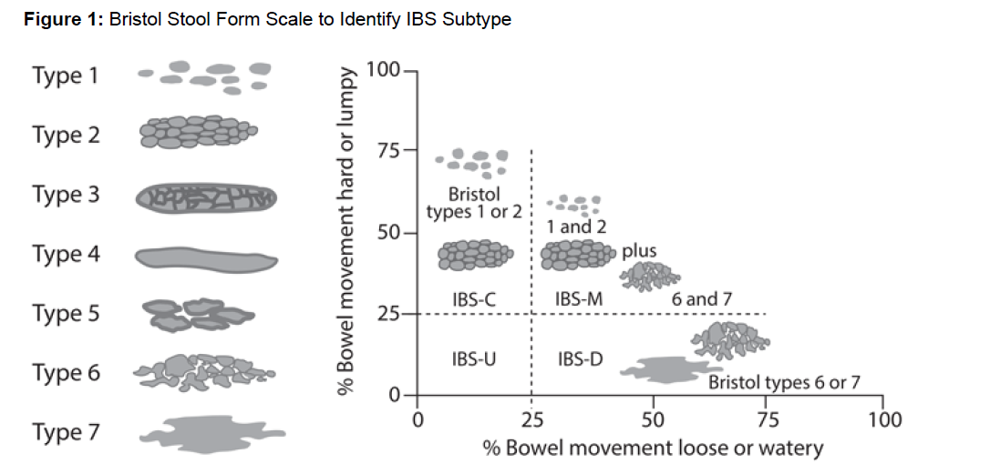 Figure 1: Bristol Stool Form Scale to Identify IBS Subtype
Type 1
Type 2
Type 3
Type 4
Type 5
Type 6
Type 7
% Bowel movement hard or lumpy
100
75
50
25
0
Bristol
types 1 or 2
1 and 2
plus
6 and 7
IBS-C
IBS-M
IBS-U
IBS-D
Bristol types 6 or 7
0
25
50
75
100
% Bowel movement loose or watery